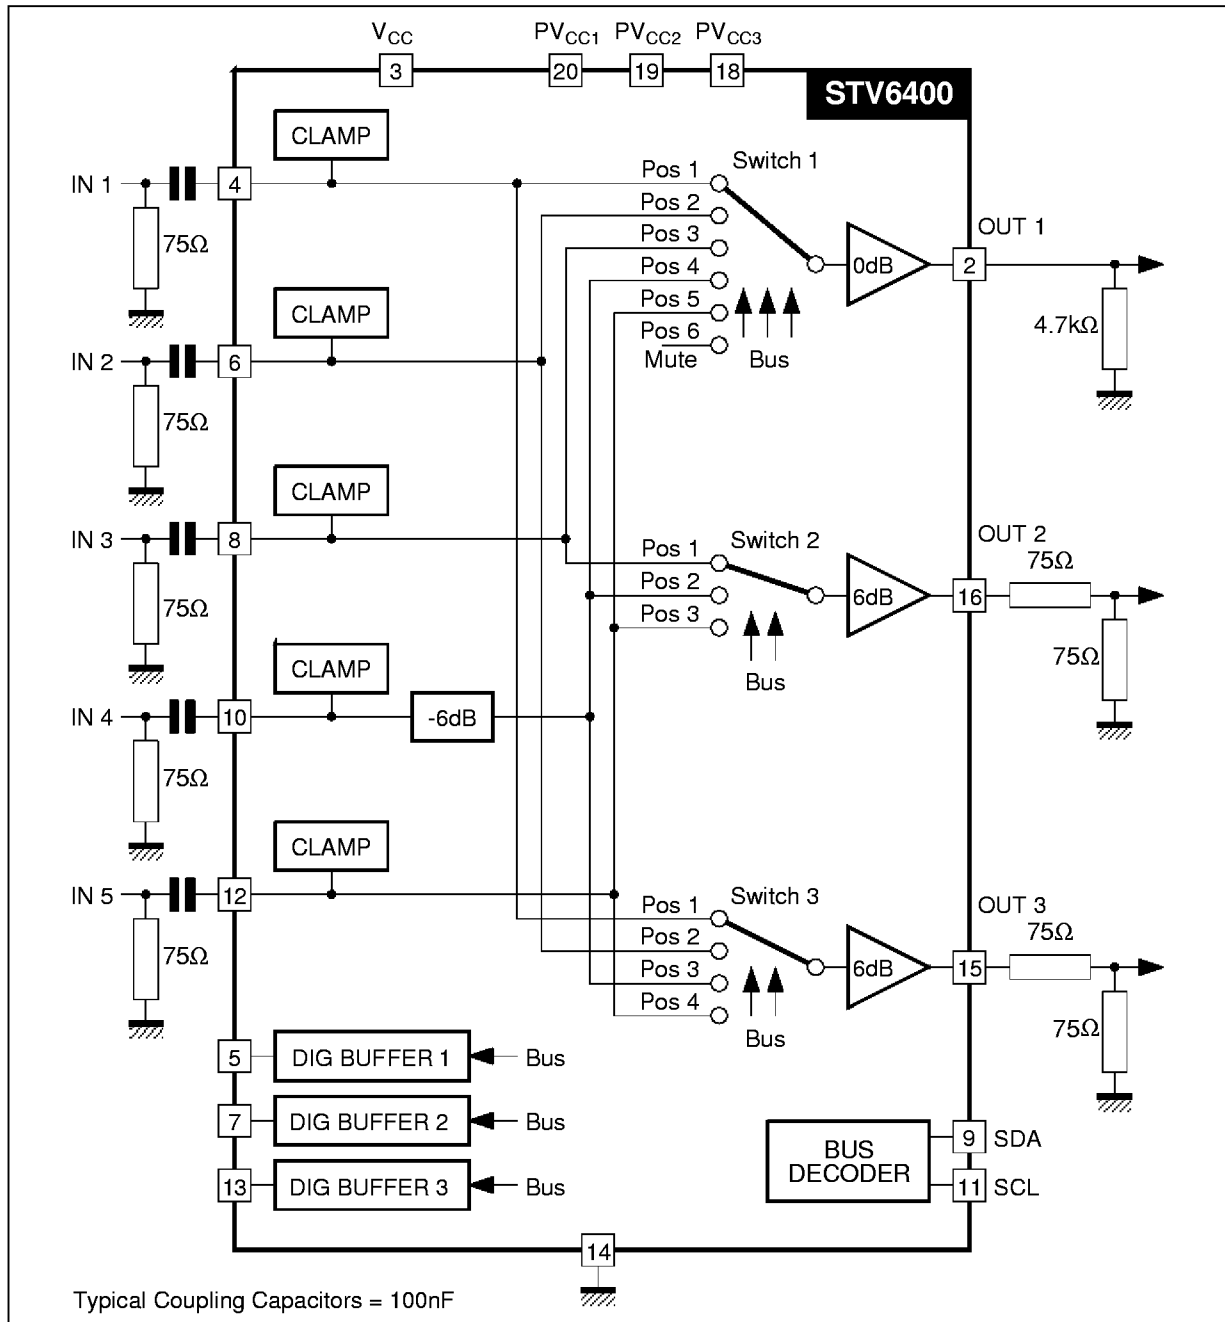 VCC PVCC1 PVCC2 PVCC3
3 20 19 18
STV6400
CLAMP
IN 1
4
75Ω
Pos 1
Switch 1
Pos 2
Pos 3
Pos 4
Pos 5
Pos 6
Mute
Bus
0dB
OUT 1
2
4.7kΩ
CLAMP
IN 2
6
75Ω
CLAMP
IN 3
8
75Ω
Pos 1
Switch 2
Pos 2
Pos 3
Bus
6dB
OUT 2
16
75Ω
75Ω
CLAMP
IN 4
10
-6dB
75Ω
CLAMP
IN 5
12
75Ω
Pos 1
Switch 3
Pos 2
Pos 3
Pos 4
Bus
6dB
OUT 3
15
75Ω
75Ω
5 DIG BUFFER 1 Bus
7 DIG BUFFER 2 Bus
13 DIG BUFFER 3 Bus
BUS
DECODER
9 SDA
11 SCL
14
Typical Coupling Capacitors = 100nF